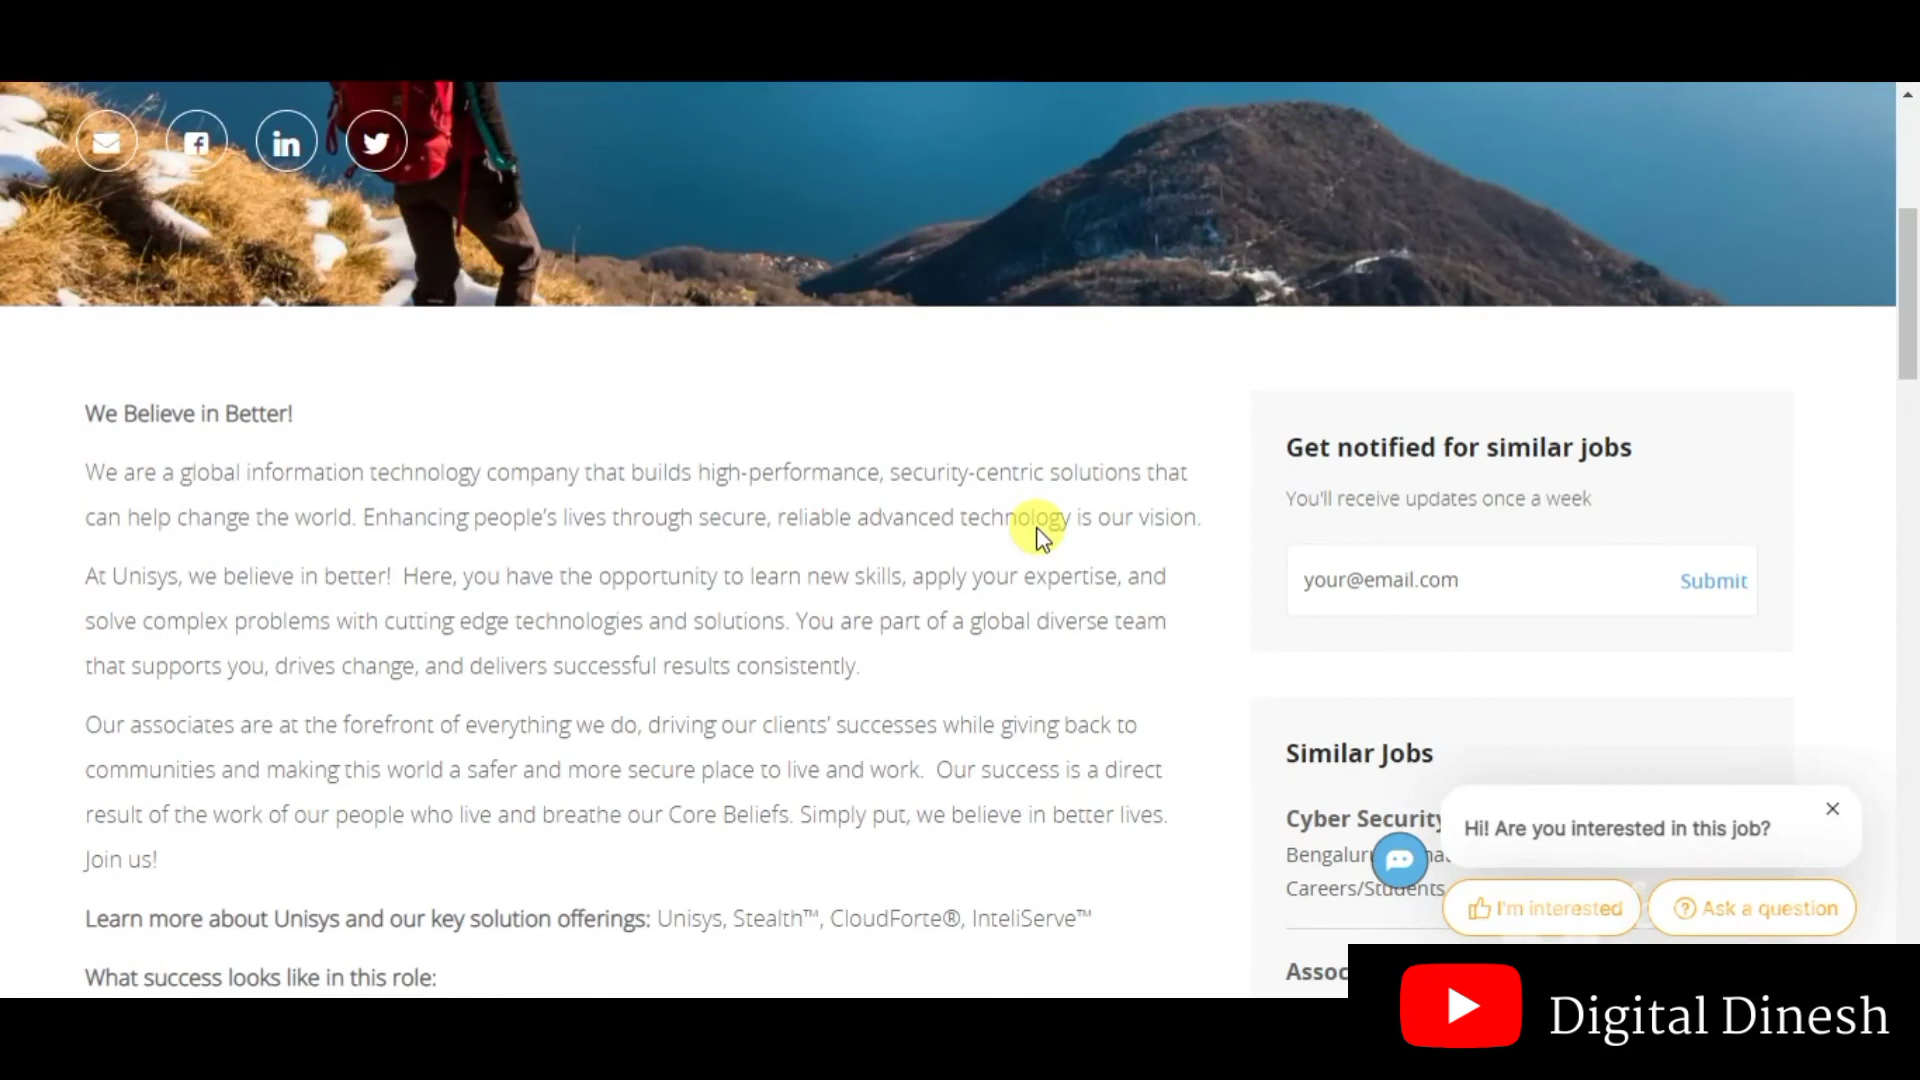 We Believe in Better!
We are a global information technology company that builds high-performance, security-centric solutions that
can help change the world. Enhancing people’s lives through secure, reliable advanced technology is our vision.
At Unisys, we believe in better!  Here, you have the opportunity to learn new skills, apply your expertise, and
solve complex problems with cutting edge technologies and solutions. You are part of a global diverse team
that supports you, drives change, and delivers successful results consistently.
Our associates are at the forefront of everything we do, driving our clients’ successes while giving back to
communities and making this world a safer and more secure place to live and work.  Our success is a direct
result of the work of our people who live and breathe our Core Beliefs. Simply put, we believe in better lives.
Join us!
Learn more about Unisys and our key solution offerings: Unisys, Stealth™, CloudForte®, InteliServe™
What success looks like in this role:
Get notified for similar jobs
You'll receive updates once a week
your@email.com Submit
Similar Jobs
Cyber Security
Careers/Students
Hi! Are you interested in this job?
I'm interested
Ask a question
Digital Dinesh